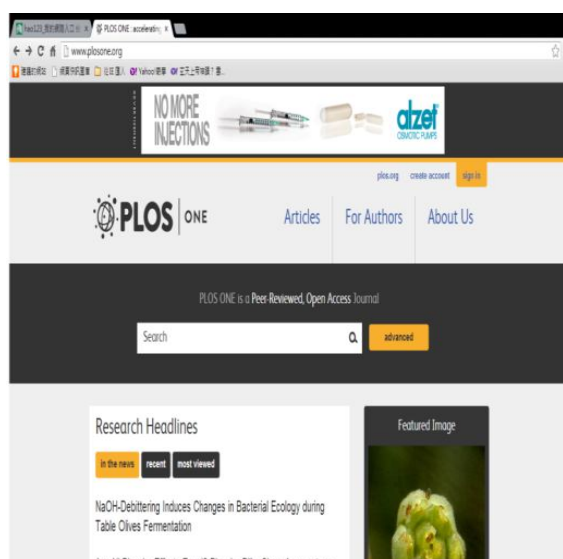 PLOS ONE : accelerating
www.plosone.org
NO MORE
INJECTIONS
alzet
OSMOTIC PUMPS
plos.org create account sign in
PLOS ONE
Articles For Authors About Us
PLOS ONE is a Peer-Reviewed, Open Access Journal
Search advanced
Research Headlines
Featured Image
in the news recent most viewed
NaOH-Debittering Induces Changes in Bacterial Ecology during
Table Olives Fermentation